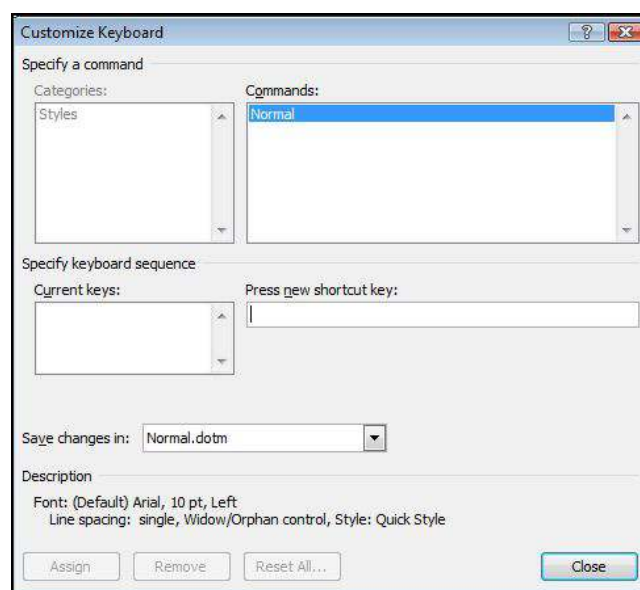 Customize Keyboard
Specify a command
Categories:
Commands:
Styles
Normal
Specify keyboard sequence
Current keys:
Press new shortcut key:
Save changes in: Normal.dotm
Description
Font: (Default) Arial, 10 pt, Left
Line spacing: single, Widow/Orphan control, Style: Quick Style
Assign Remove Reset All... Close